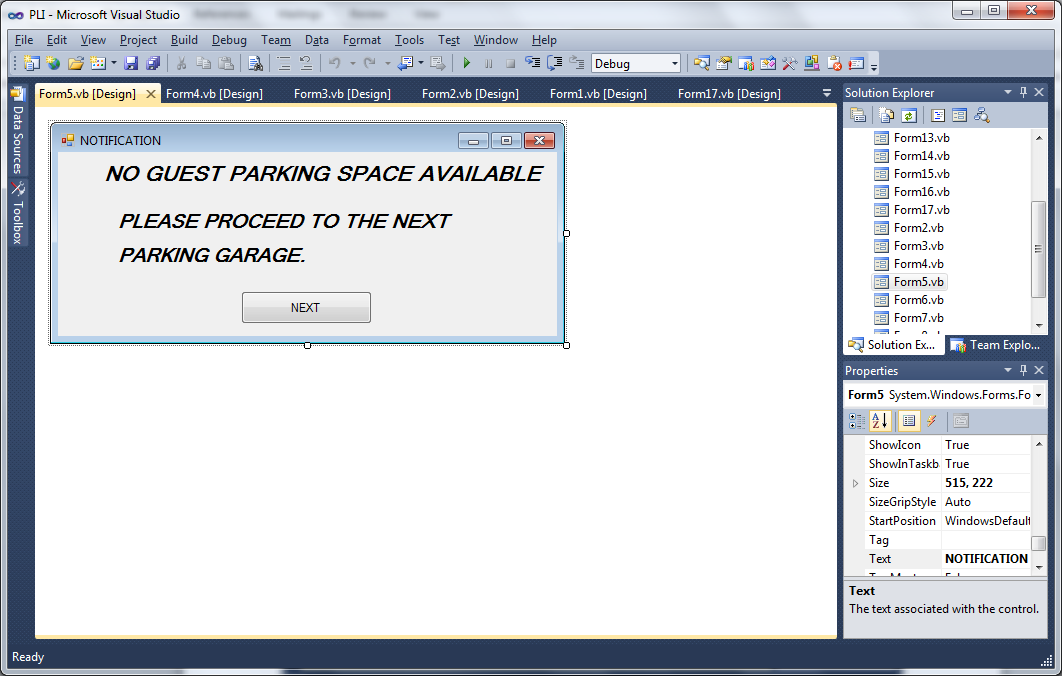 PLI - Microsoft Visual Studio
File Edit View Project Build Debug Team Data Format Tools Test Window Help
Debug
Form5.vb [Design] Form4.vb [Design] Form3.vb [Design] Form2.vb [Design] Form1.vb [Design] Form17.vb [Design]
Data Sources
Toolbox
NOTIFICATION
NO GUEST PARKING SPACE AVAILABLE
PLEASE PROCEED TO THE NEXT
PARKING GARAGE.
NEXT
Solution Explorer
Form13.vb
Form14.vb
Form15.vb
Form16.vb
Form17.vb
Form2.vb
Form3.vb
Form4.vb
Form5.vb
Form6.vb
Form7.vb
Solution Ex... Team Explo...
Properties
Form5 System.Windows.Forms.Fo
ShowIcon True
ShowInTaskb True
Size 515, 222
SizeGripStyle Auto
StartPosition WindowsDefault
Tag
Text NOTIFICATION
Text
The text associated with the control.
Ready